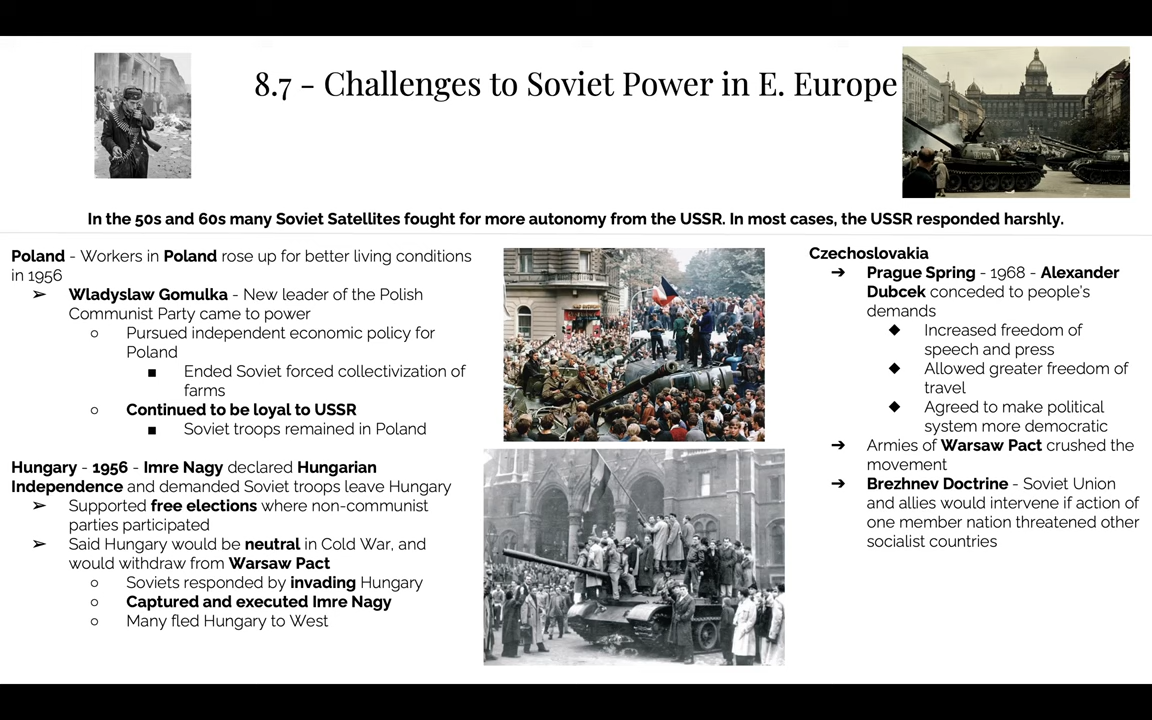 8.7 - Challenges to Soviet Power in E. Europe
In the 50s and 60s many Soviet Satellites fought for more autonomy from the USSR. In most cases, the USSR responded harshly.
Poland - Workers in Poland rose up for better living conditions
in 1956
➢ Wladyslaw Gomulka - New leader of the Polish
Communist Party came to power
○ Pursued independent economic policy for
Poland
■ Ended Soviet forced collectivization of
farms
○ Continued to be loyal to USSR
■ Soviet troops remained in Poland
Hungary - 1956 - Imre Nagy declared Hungarian
Independence and demanded Soviet troops leave Hungary
➢ Supported free elections where non-communist
parties participated
➢ Said Hungary would be neutral in Cold War, and
would withdraw from Warsaw Pact
○ Soviets responded by invading Hungary
○ Captured and executed Imre Nagy
○ Many fled Hungary to West
Czechoslovakia
➔ Prague Spring - 1968 - Alexander
Dubcek conceded to people's
demands
◆ Increased freedom of
speech and press
◆ Allowed greater freedom of
travel
◆ Agreed to make political
system more democratic
➔ Armies of Warsaw Pact crushed the
movement
➔ Brezhnev Doctrine - Soviet Union
and allies would intervene if action of
one member nation threatened other
socialist countries